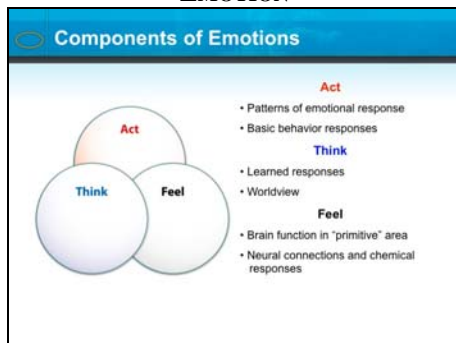 EMOTION
Components of Emotions
Act
• Patterns of emotional response
• Basic behavior responses
Think
• Learned responses
• Worldview
Feel
• Brain function in "primitive" area
• Neural connections and chemical
responses
Act
Think
Feel